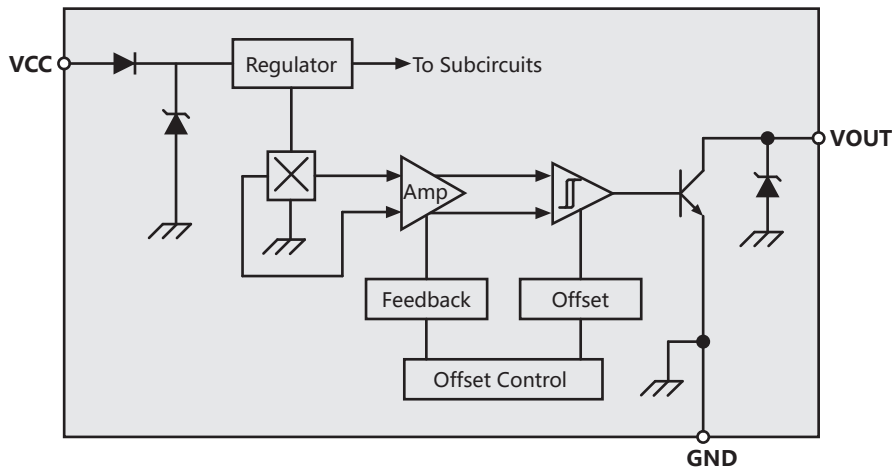 VCC
Regulator
To Subcircuits
VOUT
Amp
Feedback
Offset
Offset Control
GND